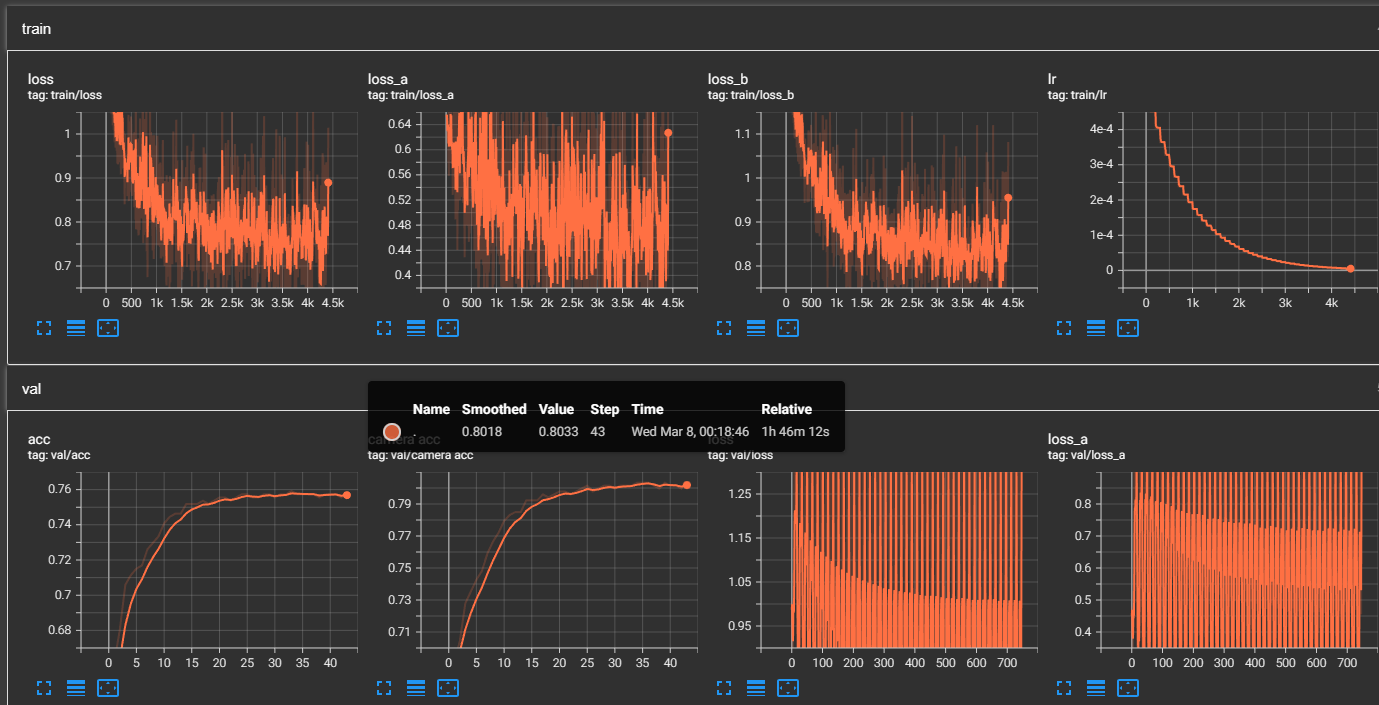 train
loss
tag: train/loss
1
0.9
0.8
0.7
0 500 1k 1.5k 2k 2.5k 3k 3.5k 4k 4.5k
loss_a
tag: train/loss_a
0.64
0.6
0.56
0.52
0.48
0.44
0.4
0 500 1k 1.5k 2k 2.5k 3k 3.5k 4k 4.5k
loss_b
tag: train/loss_b
1.1
1
0.9
0.8
0 500 1k 1.5k 2k 2.5k 3k 3.5k 4k 4.5k
lr
tag: train/lr
4e-4
3e-4
2e-4
1e-4
0
0 1k 2k 3k 4k
val
Name Smoothed Value Step Time Relative
. 0.8018 0.8033 43 Wed Mar 8, 00:18:46 1h 46m 12s
acc
tag: val/acc
0.76
0.74
0.72
0.7
0.68
0 5 10 15 20 25 30 35 40
camera acc
tag: val/camera acc
0.79
0.77
0.75
0.73
0.71
0 5 10 15 20 25 30 35 40
loss
tag: val/loss
1.25
1.15
1.05
0.95
0 100 200 300 400 500 600 700
loss_a
tag: val/loss_a
0.8
0.7
0.6
0.5
0.4
0 100 200 300 400 500 600 700